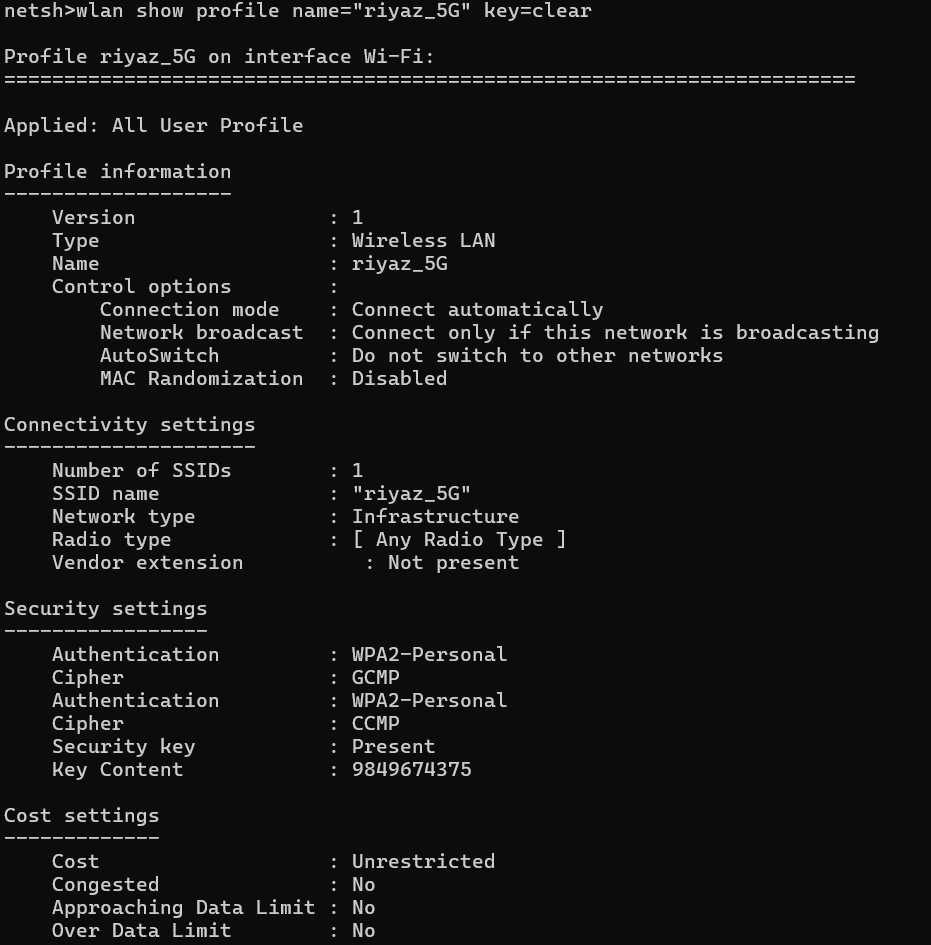 netsh>wlan show profile name="riyaz_5G" key=clear
Profile riyaz_5G on interface Wi-Fi:
=======================================================================
Applied: All User Profile
Profile information
-------------------
    Version                : 1
    Type                   : Wireless LAN
    Name                   : riyaz_5G
    Control options        :
        Connection mode    : Connect automatically
        Network broadcast  : Connect only if this network is broadcasting
        AutoSwitch         : Do not switch to other networks
        MAC Randomization  : Disabled
Connectivity settings
---------------------
    Number of SSIDs        : 1
    SSID name              : "riyaz_5G"
    Network type           : Infrastructure
    Radio type             : [ Any Radio Type ]
    Vendor extension          : Not present
Security settings
-----------------
    Authentication         : WPA2-Personal
    Cipher                 : GCMP
    Authentication         : WPA2-Personal
    Cipher                 : CCMP
    Security key           : Present
    Key Content            : 9849674375
Cost settings
-------------
    Cost                   : Unrestricted
    Congested              : No
    Approaching Data Limit : No
    Over Data Limit        : No